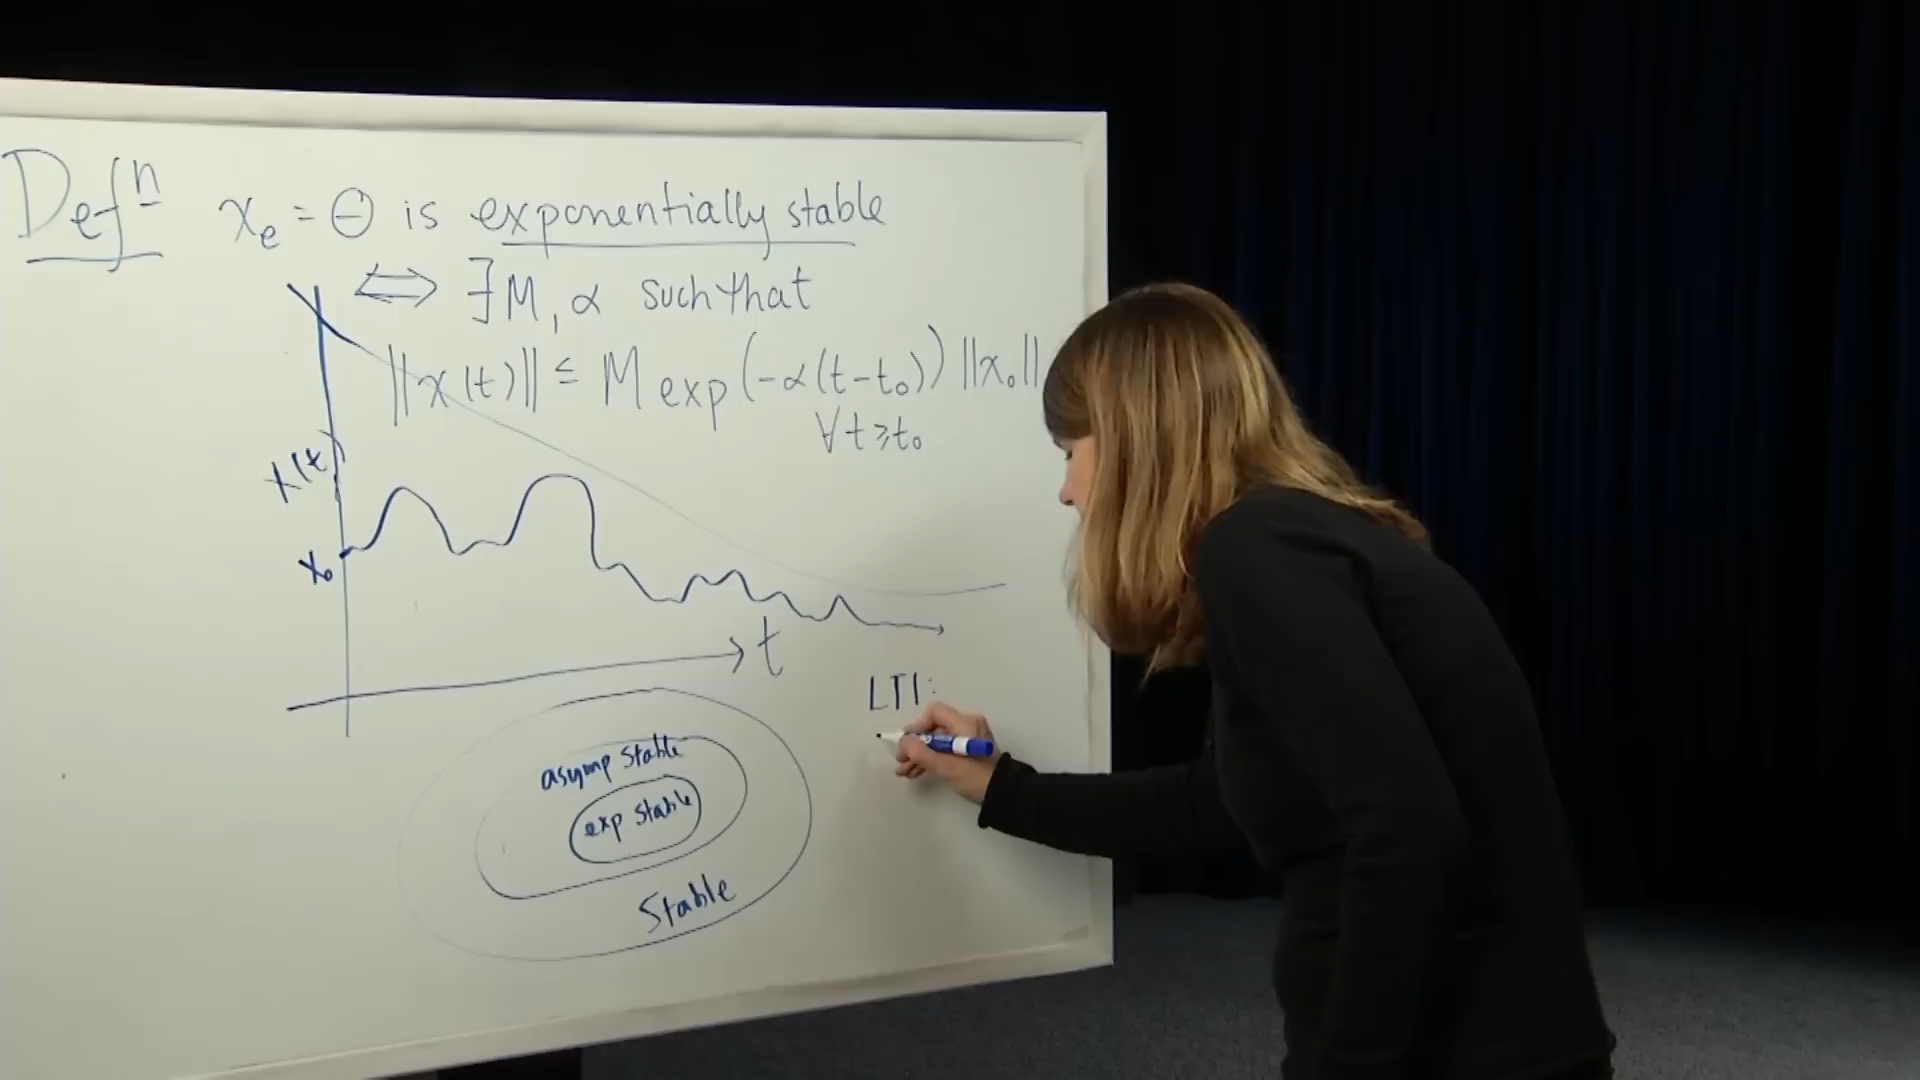 Defⁿ xₑ = θ is exponentially stable
⟺ ∃ M, α such that
||x(t)|| ≤ M exp(-α(t-t₀)) ||x₀||
∀ t ≥ t₀
x(t)
x₀
t
LTI:
asymp stable
exp stable
Stable